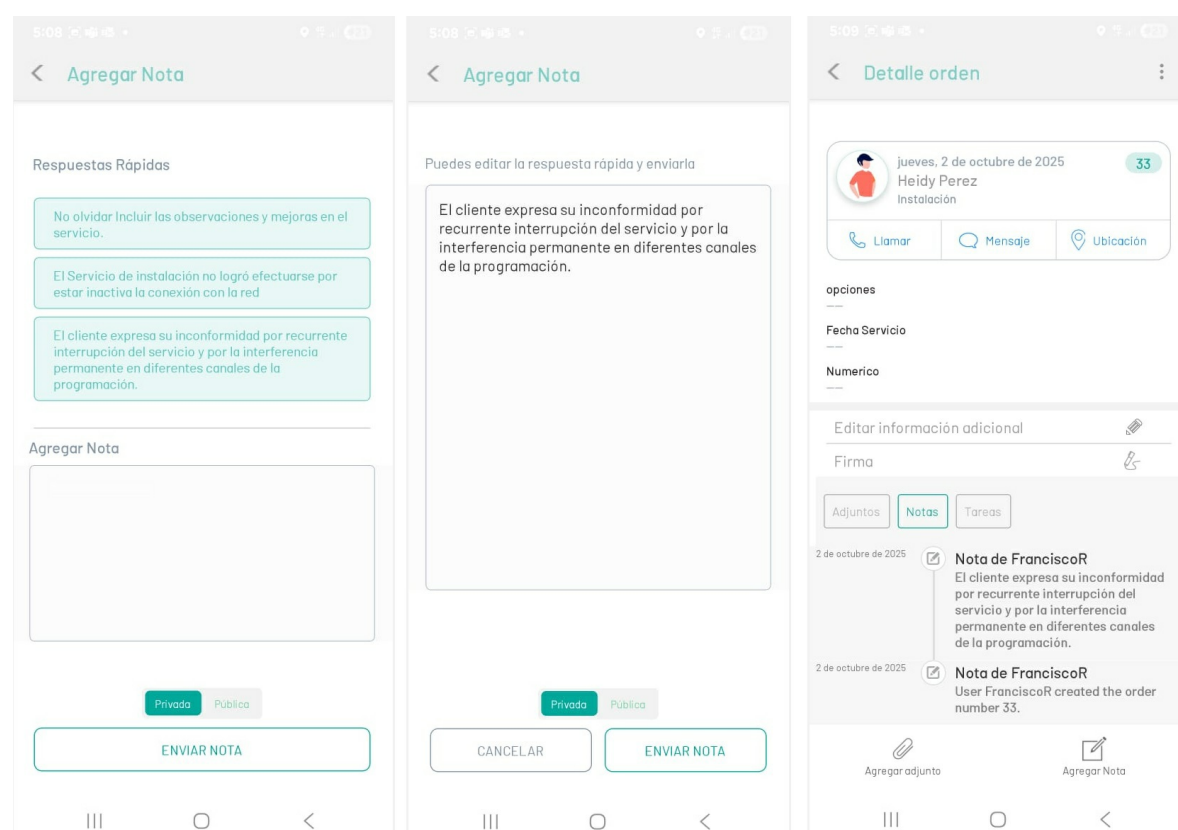 5:08
Agregar Nota
Respuestas Rápidas
No olvidar Incluir las observaciones y mejoras en el
servicio.
El Servicio de instalación no logró efectuarse por
estar inactiva la conexión con la red
El cliente expresa su inconformidad por recurrente
interrupción del servicio y por la interferencia
permanente en diferentes canales de la
programación.
Agregar Nota
Privada Pública
ENVIAR NOTA
5:08
Agregar Nota
Puedes editar la respuesta rápida y enviarla
El cliente expresa su inconformidad por
recurrente interrupción del servicio y por la
interferencia permanente en diferentes canales
de la programación.
Privada Pública
CANCELAR ENVIAR NOTA
5:09
Detalle orden
jueves, 2 de octubre de 2025 33
Heidy Perez
Instalación
Llamar Mensaje Ubicación
opciones
Fecha Servicio
Numerico
Editar información adicional
Firma
Adjuntos Notas Tareas
2 de octubre de 2025 Nota de FranciscoR
El cliente expresa su inconformidad
por recurrente interrupción del
servicio y por la interferencia
permanente en diferentes canales
de la programación.
2 de octubre de 2025 Nota de FranciscoR
User FranciscoR created the order
number 33.
Agregar adjunto Agregar Nota